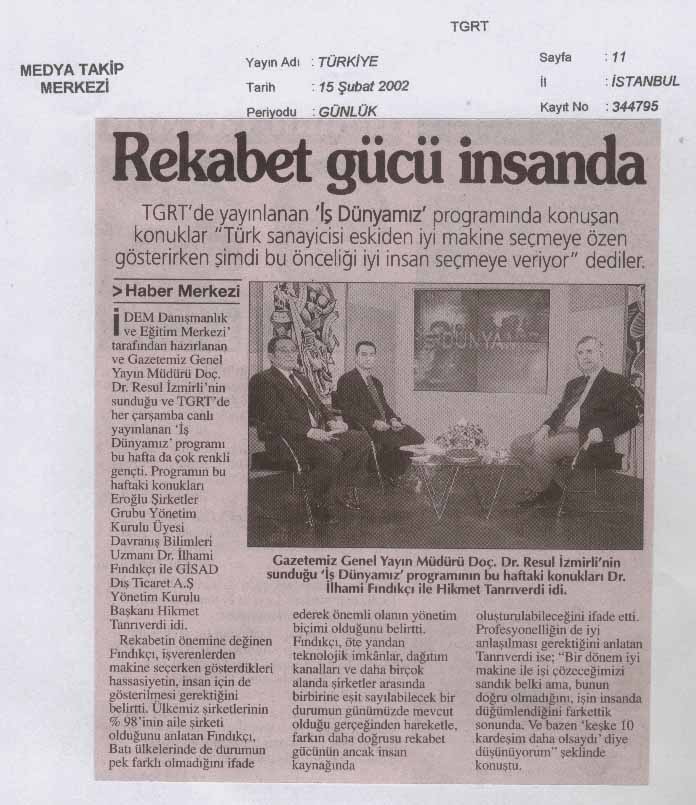 TGRT
MEDYA TAKİP
MERKEZİ
Yayın Adı : TÜRKİYE
Tarih : 15 Şubat 2002
Periyodu : GÜNLÜK
Sayfa : 11
İl : İSTANBUL
Kayıt No : 344795
Rekabet gücü insanda
TGRT'de yayınlanan 'İş Dünyamız' programında konuşan
konuklar "Türk sanayicisi eskiden iyi makine seçmeye özen
gösterirken şimdi bu önceliği iyi insan seçmeye veriyor" dediler.
>Haber Merkezi
İDEM Danışmanlık
ve Eğitim Merkezi'
tarafından hazırlanan
ve Gazetemiz Genel
Yayın Müdürü Doç.
Dr. Resul İzmirli'nin
sunduğu ve TGRT'de
her çarşamba canlı
yayınlanan 'İş
Dünyamız' programı
bu hafta da çok renkli
gençti. Programın bu
haftaki konukları
Eroğlu Şirketler
Grubu Yönetim
Kurulu Üyesi
Davranış Bilimleri
Uzmanı Dr. İlhami
Fındıkçı ile GİSAD
Dış Ticaret A.Ş
Yönetim Kurulu
Başkanı Hikmet
Tanrıverdi idi.
Rekabetin önemine değinen
Fındıkçı, işverenlerden
makine seçerken gösterdikleri
hassasiyetin, insan için de
gösterilmesi gerektiğini
belirtti. Ülkemiz şirketlerinin
% 98'inin aile şirketi
olduğunu anlatan Fındıkçı,
Batı ülkelerinde de durumun
pek farklı olmadığını ifade
İŞ DÜNYAMIZ
Gazetemiz Genel Yayın Müdürü Doç. Dr. Resul İzmirli'nin
sunduğu 'İş Dünyamız' programının bu haftaki konukları Dr.
İlhami Fındıkçı ile Hikmet Tanrıverdi idi.
ederek önemli olanın yönetim
biçimi olduğunu belirtti.
Fındıkçı, öte yandan
teknolojik imkânlar, dağıtım
kanalları ve daha birçok
alanda şirketler arasında
birbirine eşit sayılabilecek bir
durumun günümüzde mevcut
olduğu gerçeğinden hareketle,
farkın daha doğrusu rekabet
gücünün ancak insan
kaynağında
oluşturulabileceğini ifade etti.
Profesyonelliğin de iyi
anlaşılması gerektiğini anlatan
Tanrıverdi ise; "Bir dönem iyi
makine ile işi çözeceğimizi
sandık belki ama, bunun
doğru olmadığını, işin insanda
düğümlendiğini farkettik
sonunda. Ve bazen 'keşke 10
kardeşim daha olsaydı' diye
düşünüyorum" şeklinde
konuştu.